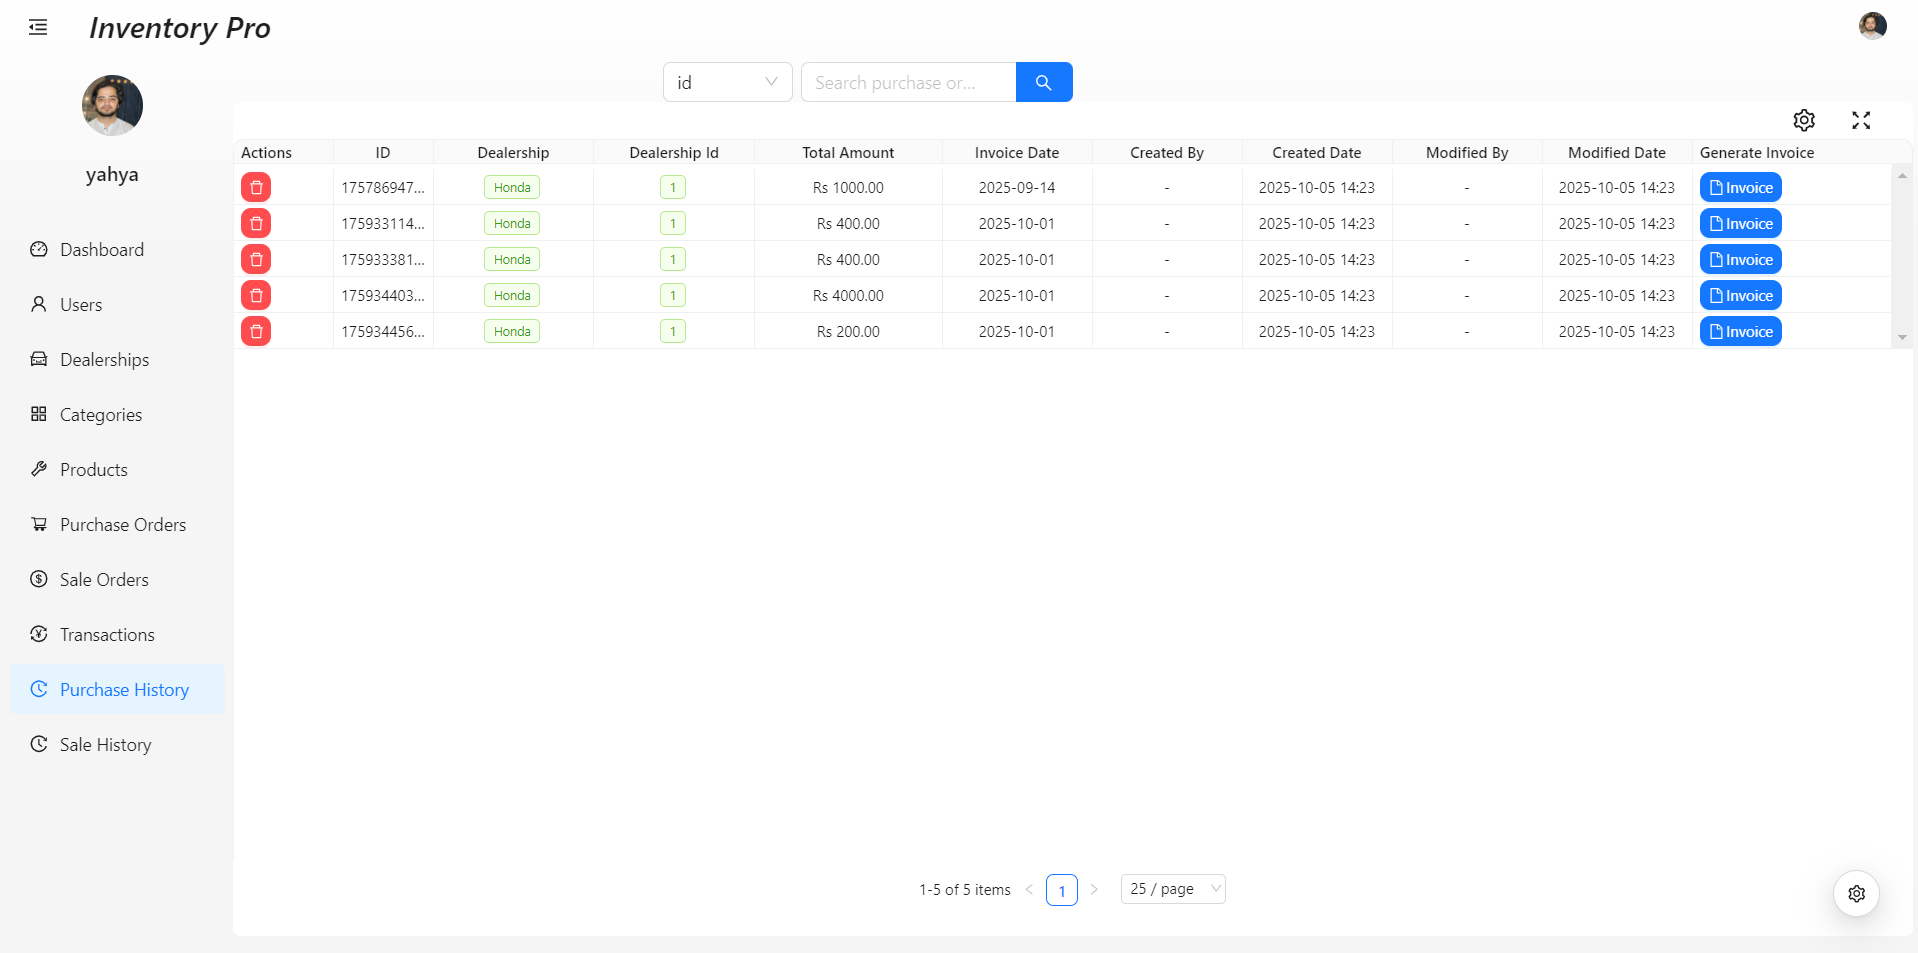 Inventory Pro
yahya
Dashboard
Users
Dealerships
Categories
Products
Purchase Orders
Sale Orders
Transactions
Purchase History
Sale History
id Search purchase or...
Actions ID Dealership Dealership Id Total Amount Invoice Date Created By Created Date Modified By Modified Date Generate Invoice
175786947... Honda 1 Rs 1000.00 2025-09-14 - 2025-10-05 14:23 - 2025-10-05 14:23 Invoice
175933114... Honda 1 Rs 400.00 2025-10-01 - 2025-10-05 14:23 - 2025-10-05 14:23 Invoice
175933381... Honda 1 Rs 400.00 2025-10-01 - 2025-10-05 14:23 - 2025-10-05 14:23 Invoice
175934403... Honda 1 Rs 4000.00 2025-10-01 - 2025-10-05 14:23 - 2025-10-05 14:23 Invoice
175934456... Honda 1 Rs 200.00 2025-10-01 - 2025-10-05 14:23 - 2025-10-05 14:23 Invoice
1-5 of 5 items 1 25 / page